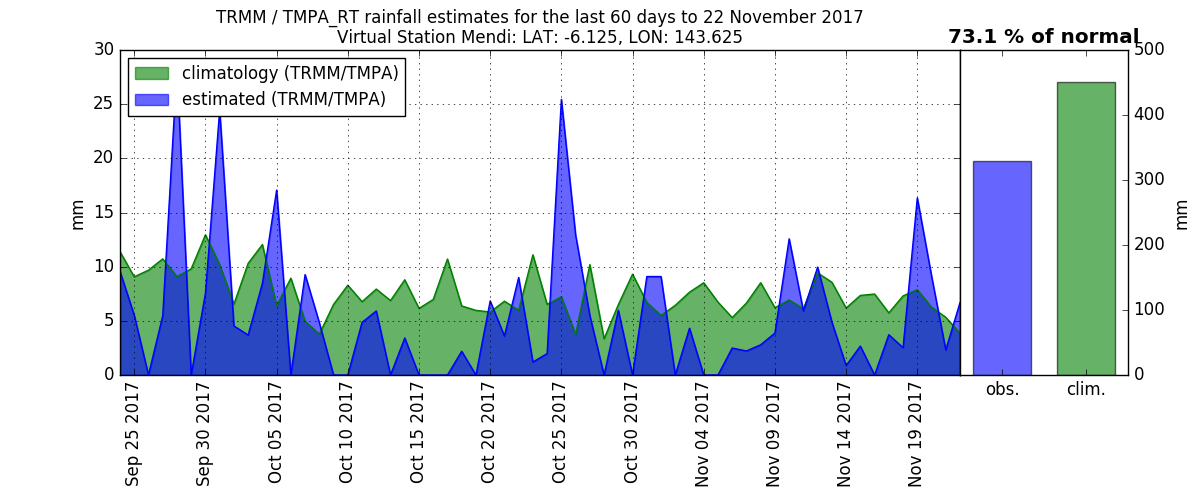 TRMM / TMPA_RT rainfall estimates for the last 60 days to 22 November 2017
Virtual Station Mendi: LAT: -6.125, LON: 143.625
73.1 % of normal
climatology (TRMM/TMPA)
estimated (TRMM/TMPA)
mm
30
25
20
15
10
5
0
Sep 25 2017
Sep 30 2017
Oct 05 2017
Oct 10 2017
Oct 15 2017
Oct 20 2017
Oct 25 2017
Oct 30 2017
Nov 04 2017
Nov 09 2017
Nov 14 2017
Nov 19 2017
obs.
clim.
500
400
300
200
100
0
mm